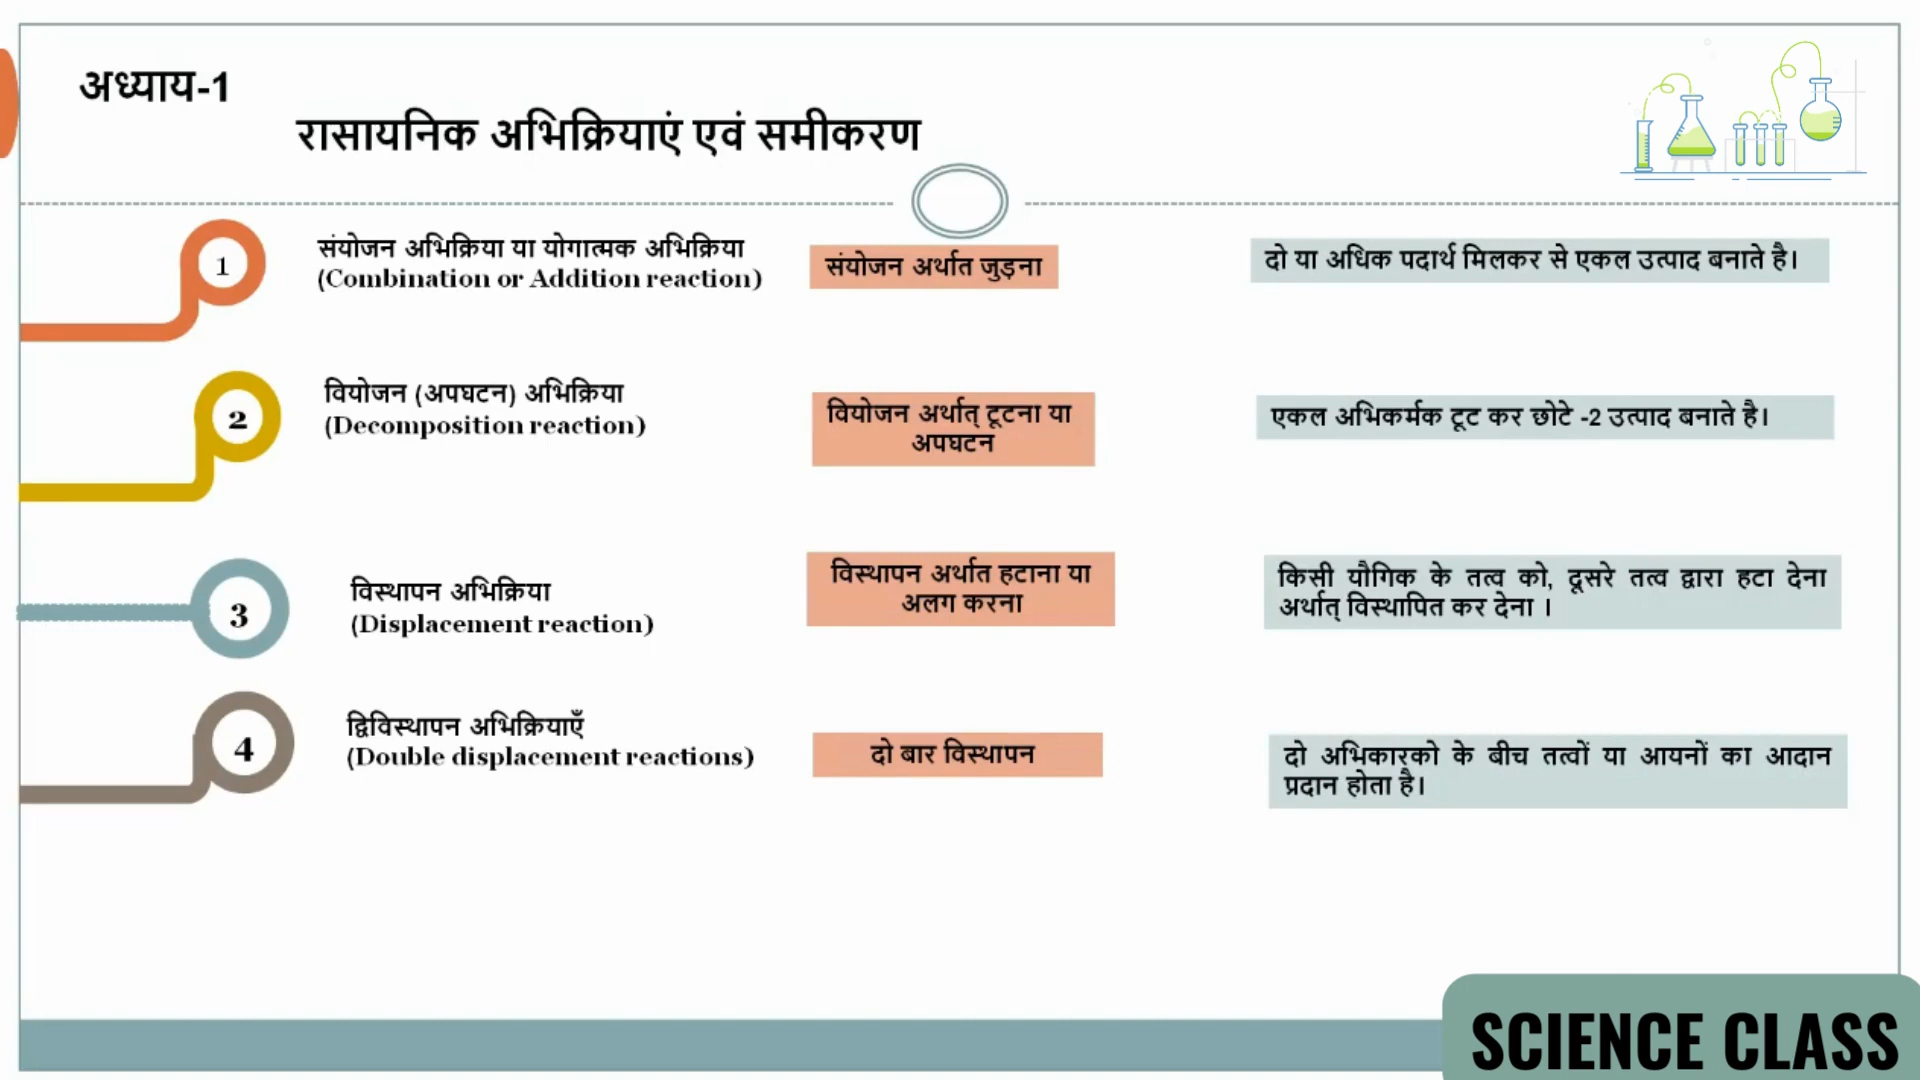 अध्याय-1
रासायनिक अभिक्रियाएं एवं समीकरण
1
संयोजन अभिक्रिया या योगात्मक अभिक्रिया
(Combination or Addition reaction)
संयोजन अर्थात जुड़ना
दो या अधिक पदार्थ मिलकर से एकल उत्पाद बनाते है।
2
वियोजन (अपघटन) अभिक्रिया
(Decomposition reaction)
वियोजन अर्थात् टूटना या
अपघटन
एकल अभिकर्मक टूट कर छोटे -2 उत्पाद बनाते है।
3
विस्थापन अभिक्रिया
(Displacement reaction)
विस्थापन अर्थात हटाना या
अलग करना
किसी यौगिक के तत्व को, दूसरे तत्व द्वारा हटा देना
अर्थात् विस्थापित कर देना ।
4
द्विविस्थापन अभिक्रियाएँ
(Double displacement reactions)
दो बार विस्थापन
दो अभिकारको के बीच तत्वों या आयनों का आदान
प्रदान होता है।
SCIENCE CLASS